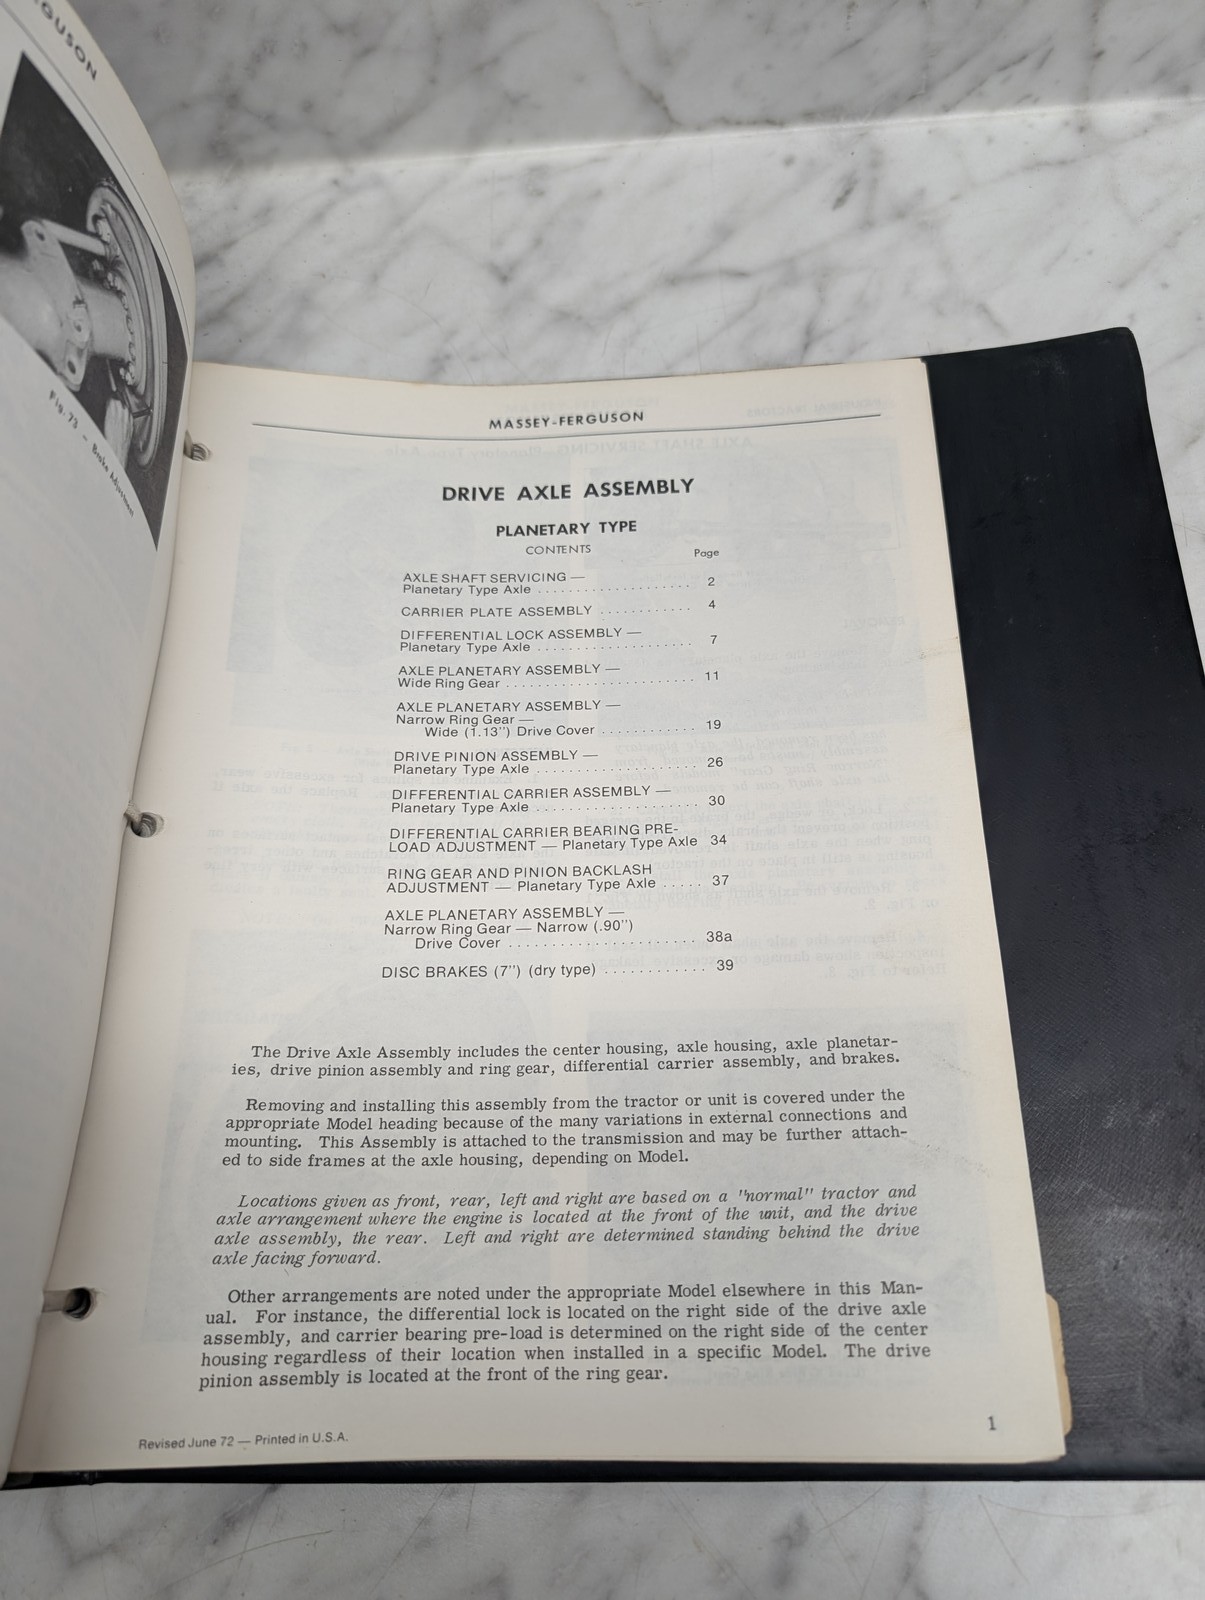 Fig. 73 — Brake Adjustment
MASSEY-FERGUSON
DRIVE AXLE ASSEMBLY
PLANETARY TYPE
CONTENTS
Page
AXLE SHAFT SERVICING —
Planetary Type Axle . . . . . . . . . . . . . . . . . . . . 2
CARRIER PLATE ASSEMBLY . . . . . . . . . . . . 4
DIFFERENTIAL LOCK ASSEMBLY —
Planetary Type Axle . . . . . . . . . . . . . . . . . . . . 7
AXLE PLANETARY ASSEMBLY —
Wide Ring Gear . . . . . . . . . . . . . . . . . . . . . . . . 11
AXLE PLANETARY ASSEMBLY —
Narrow Ring Gear —
Wide (1.13") Drive Cover . . . . . . . . . . . . 19
DRIVE PINION ASSEMBLY —
Planetary Type Axle . . . . . . . . . . . . . . . . . . . . 26
DIFFERENTIAL CARRIER ASSEMBLY —
Planetary Type Axle . . . . . . . . . . . . . . . . . . . . 30
DIFFERENTIAL CARRIER BEARING PRE-
LOAD ADJUSTMENT — Planetary Type Axle 34
RING GEAR AND PINION BACKLASH
ADJUSTMENT — Planetary Type Axle . . . . . 37
AXLE PLANETARY ASSEMBLY —
Narrow Ring Gear — Narrow (.90")
Drive Cover . . . . . . . . . . . . . . . . . . . . . . . 38a
DISC BRAKES (7") (dry type) . . . . . . . . . . . . 39
The Drive Axle Assembly includes the center housing, axle housing, axle planetar-
ies, drive pinion assembly and ring gear, differential carrier assembly, and brakes.
Removing and installing this assembly from the tractor or unit is covered under the
appropriate Model heading because of the many variations in external connections and
mounting. This Assembly is attached to the transmission and may be further attach-
ed to side frames at the axle housing, depending on Model.
Locations given as front, rear, left and right are based on a "normal" tractor and
axle arrangement where the engine is located at the front of the unit, and the drive
axle assembly, the rear. Left and right are determined standing behind the drive
axle facing forward.
Other arrangements are noted under the appropriate Model elsewhere in this Man-
ual. For instance, the differential lock is located on the right side of the drive axle
assembly, and carrier bearing pre-load is determined on the right side of the center
housing regardless of their location when installed in a specific Model. The drive
pinion assembly is located at the front of the ring gear.
Revised June 72 — Printed in U.S.A.
1